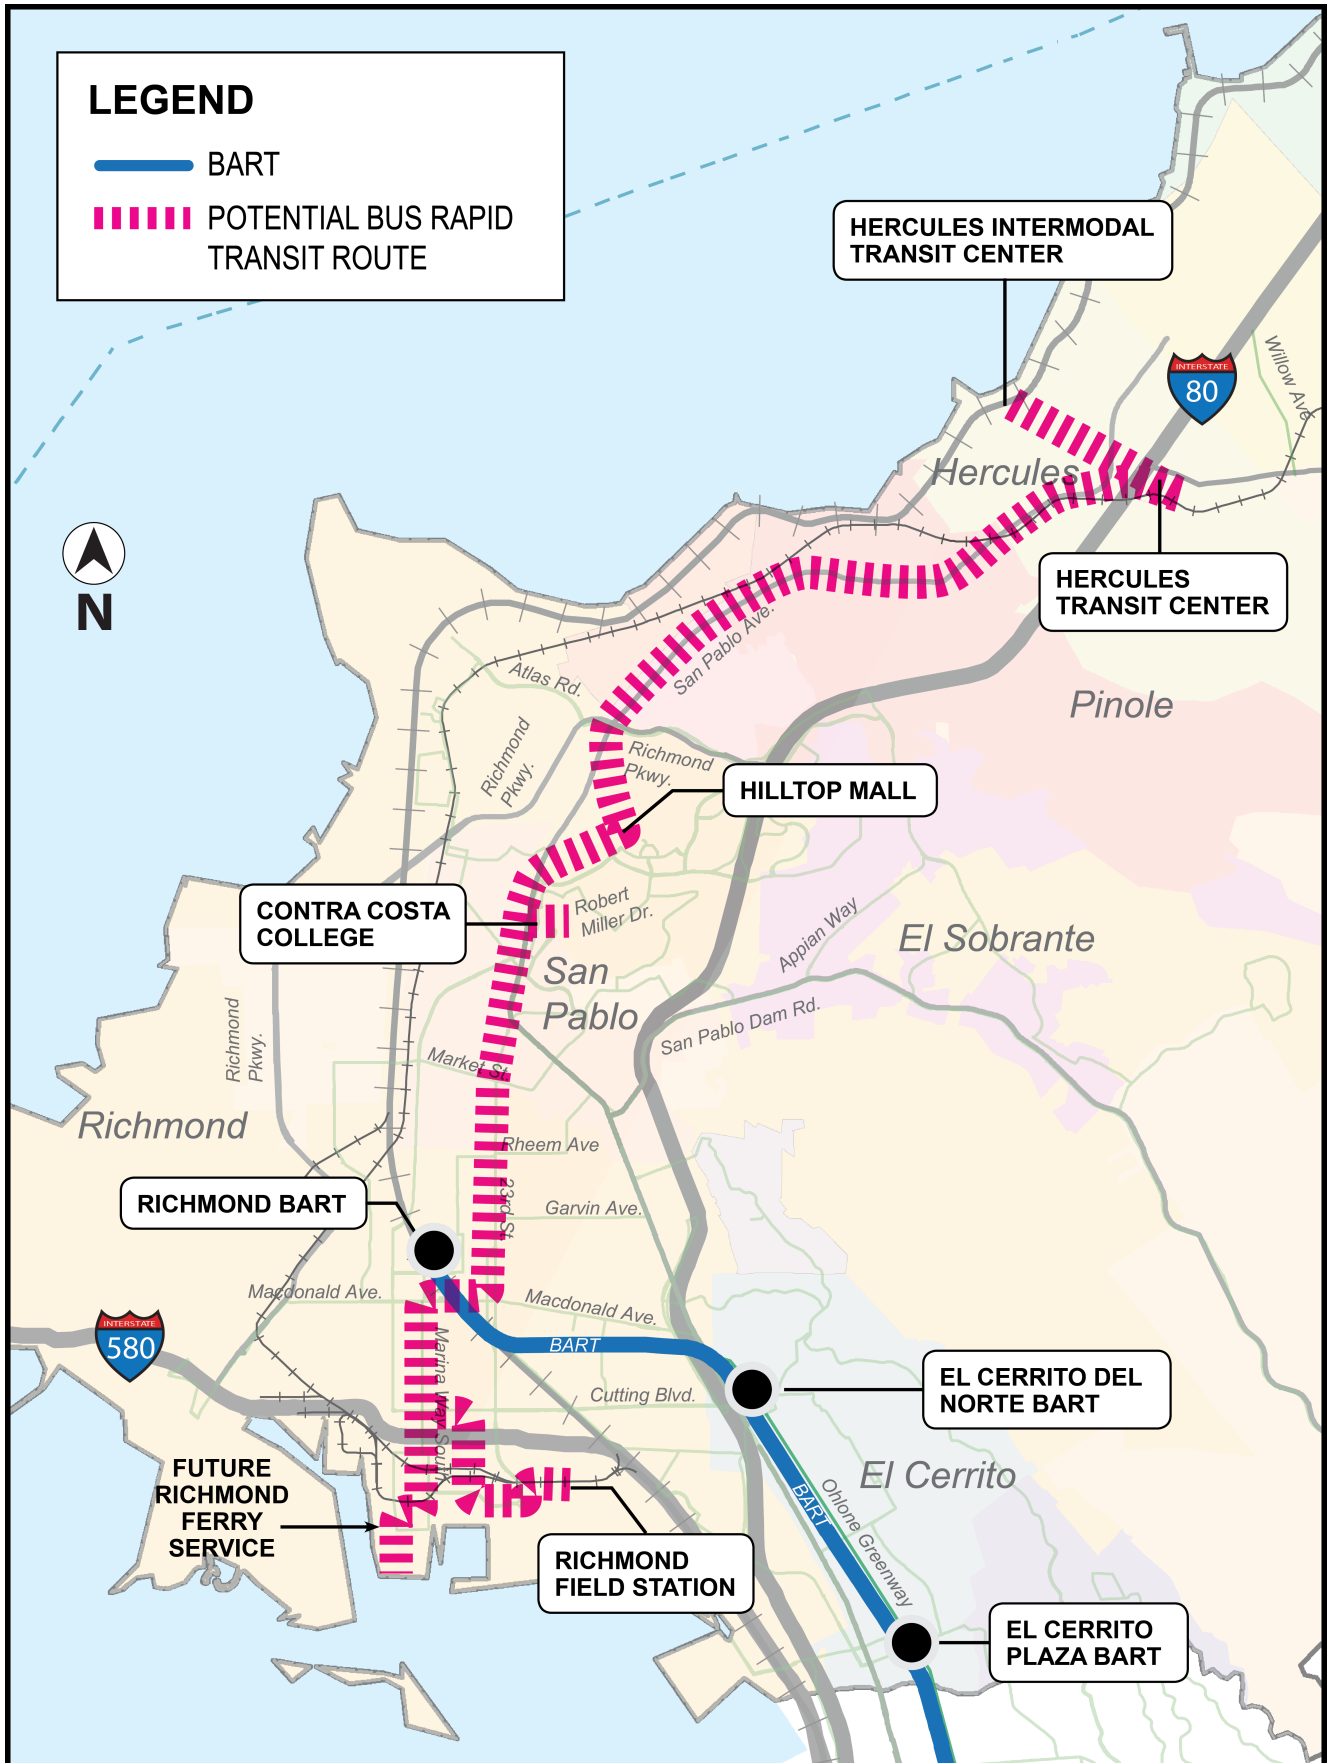 LEGEND
BART
POTENTIAL BUS RAPID
TRANSIT ROUTE
HERCULES INTERMODAL
TRANSIT CENTER
Willow Ave
INTERSTATE
80
Hercules
N
HERCULES
TRANSIT CENTER
San Pablo Ave.
Atlas Rd.
Pinole
Richmond
Pkwy.
Richmond
Pkwy.
HILLTOP MALL
CONTRA COSTA
COLLEGE
Robert
Miller Dr.
Appian Way
El Sobrante
San
Pablo
San Pablo Dam Rd.
Richmond
Pkwy.
Market St.
Richmond
Rheem Ave
RICHMOND BART
23rd St
Garvin Ave.
Macdonald Ave.
Macdonald Ave.
INTERSTATE
580
Marina Way South
BART
EL CERRITO DEL
NORTE BART
Cutting Blvd.
El Cerrito
FUTURE
RICHMOND
FERRY
SERVICE
BART
Ohlone Greenway
RICHMOND
FIELD STATION
EL CERRITO
PLAZA BART